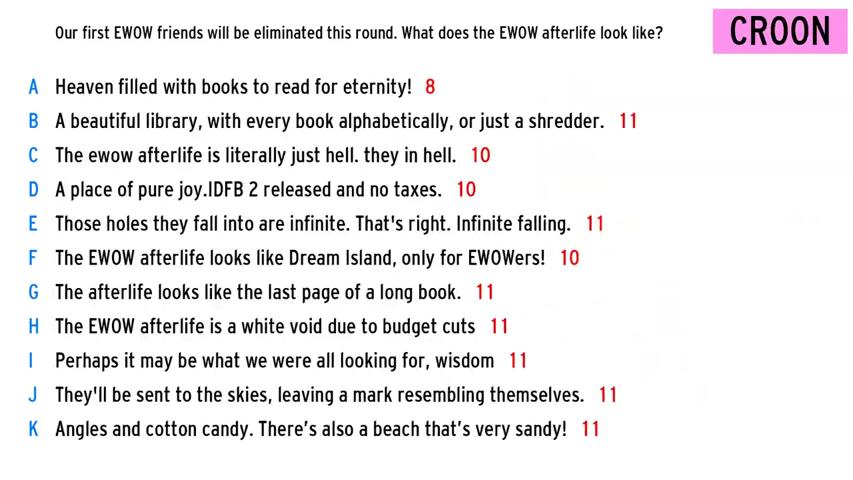 Our first EWOW friends will be eliminated this round. What does the EWOW afterlife look like?
CROON
A Heaven filled with books to read for eternity! 8
B A beautiful library, with every book alphabetically, or just a shredder. 11
C The ewow afterlife is literally just hell. they in hell. 10
D A place of pure joy.IDFB 2 released and no taxes. 10
E Those holes they fall into are infinite. That's right. Infinite falling. 11
F The EWOW afterlife looks like Dream Island, only for EWOWers! 10
G The afterlife looks like the last page of a long book. 11
H The EWOW afterlife is a white void due to budget cuts 11
I Perhaps it may be what we were all looking for, wisdom 11
J They'll be sent to the skies, leaving a mark resembling themselves. 11
K Angles and cotton candy. There’s also a beach that’s very sandy! 11